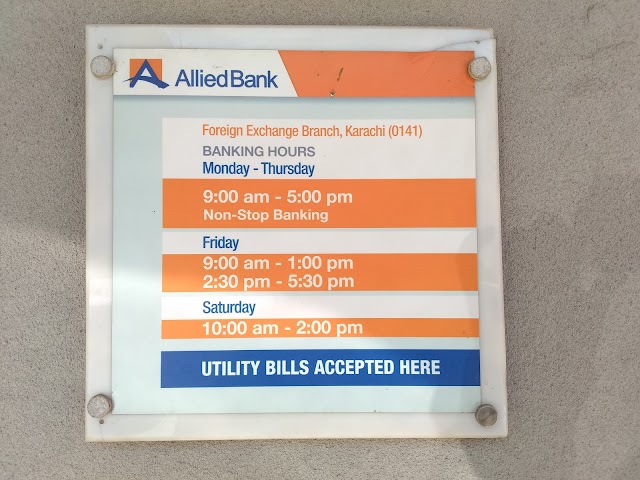 AlliedBank
Foreign Exchange Branch, Karachi (0141)
BANKING HOURS
Monday - Thursday
9:00 am - 5:00 pm
Non-Stop Banking
Friday
9:00 am - 1:00 pm
2:30 pm - 5:30 pm
Saturday
10:00 am - 2:00 pm
UTILITY BILLS ACCEPTED HERE